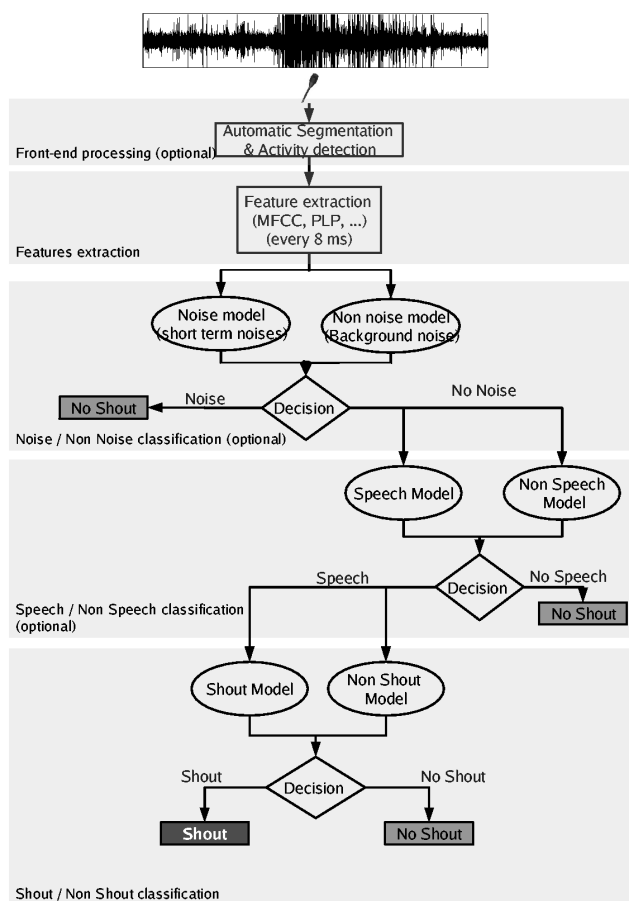 Automatic Segmentation
& Activity detection
Front-end processing (optional)
Feature extraction
(MFCC, PLP, ...)
(every 8 ms)
Features extraction
Noise model
(short term noises)
Non noise model
(Background noise)
No Shout
Noise
Decision
No Noise
Noise / Non Noise classification (optional)
Speech Model
Non Speech
Model
Speech
Decision
No Speech
No Shout
Speech / Non Speech classification
(optional)
Shout Model
Non Shout
Model
Shout
Decision
No Shout
Shout
No Shout
Shout / Non Shout classification